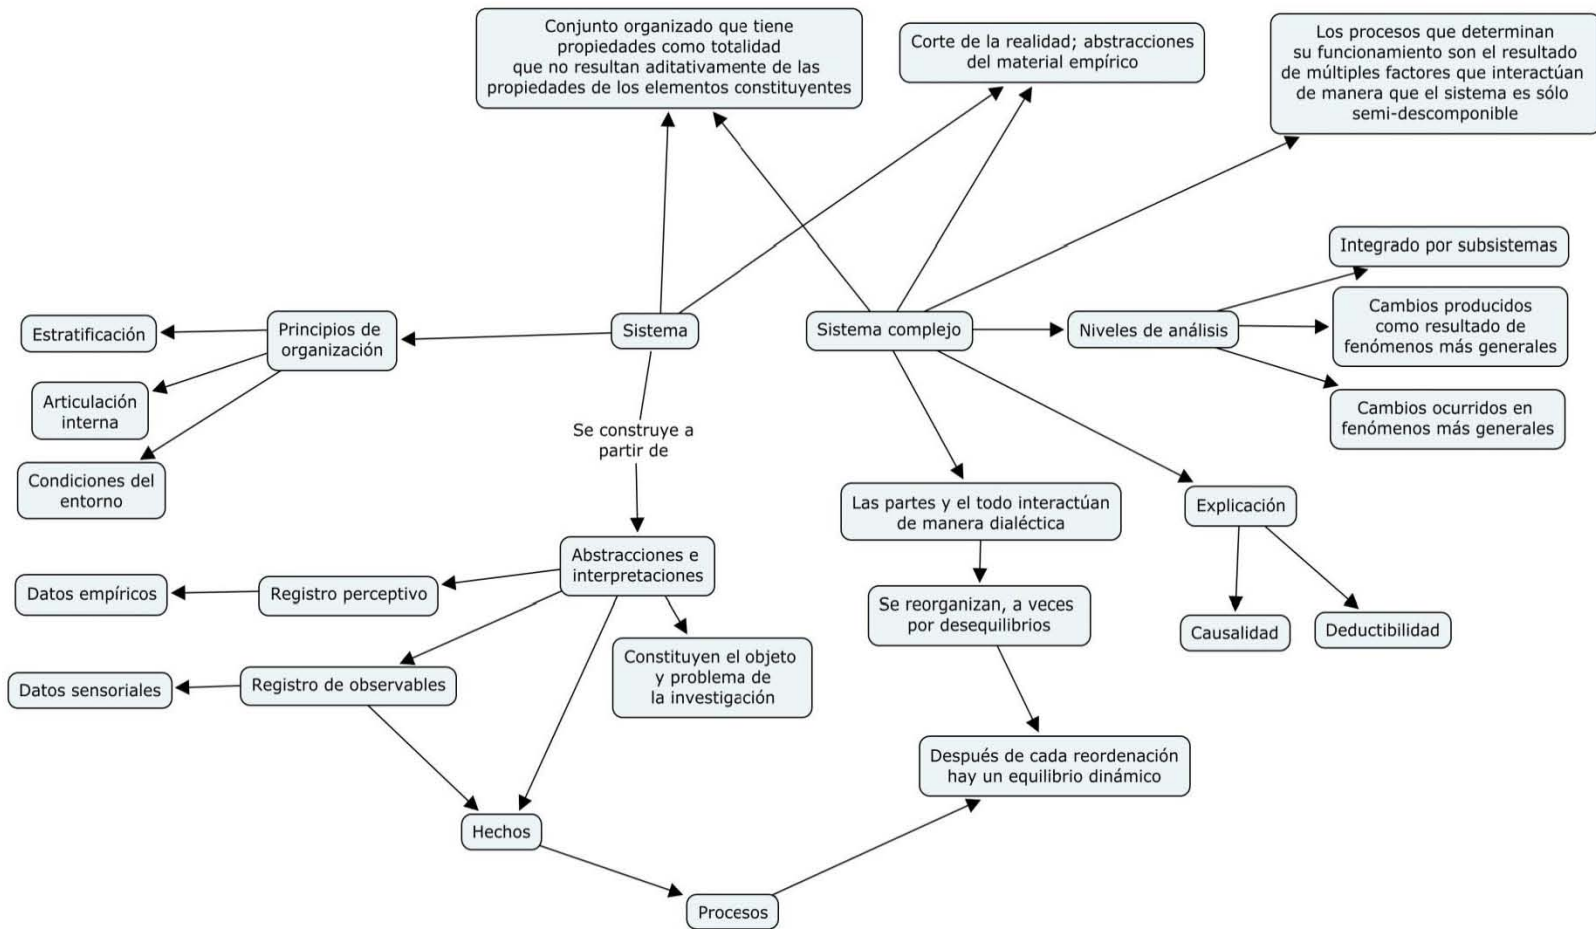 Conjunto organizado que tiene
propiedades como totalidad
que no resultan aditativamente de las
propiedades de los elementos constituyentes
Corte de la realidad; abstracciones
del material empírico
Los procesos que determinan
su funcionamiento son el resultado
de múltiples factores que interactúan
de manera que el sistema es sólo
semi-descomponible
Integrado por subsistemas
Estratificación
Principios de
organización
Sistema
Sistema complejo
Niveles de análisis
Cambios producidos
como resultado de
fenómenos más generales
Articulación
interna
Cambios ocurridos en
fenómenos más generales
Se construye a
partir de
Condiciones del
entorno
Las partes y el todo interactúan
de manera dialéctica
Explicación
Abstracciones e
interpretaciones
Datos empíricos
Registro perceptivo
Se reorganizan, a veces
por desequilibrios
Causalidad
Deductibilidad
Constituyen el objeto
y problema de
la investigación
Datos sensoriales
Registro de observables
Después de cada reordenación
hay un equilibrio dinámico
Hechos
Procesos